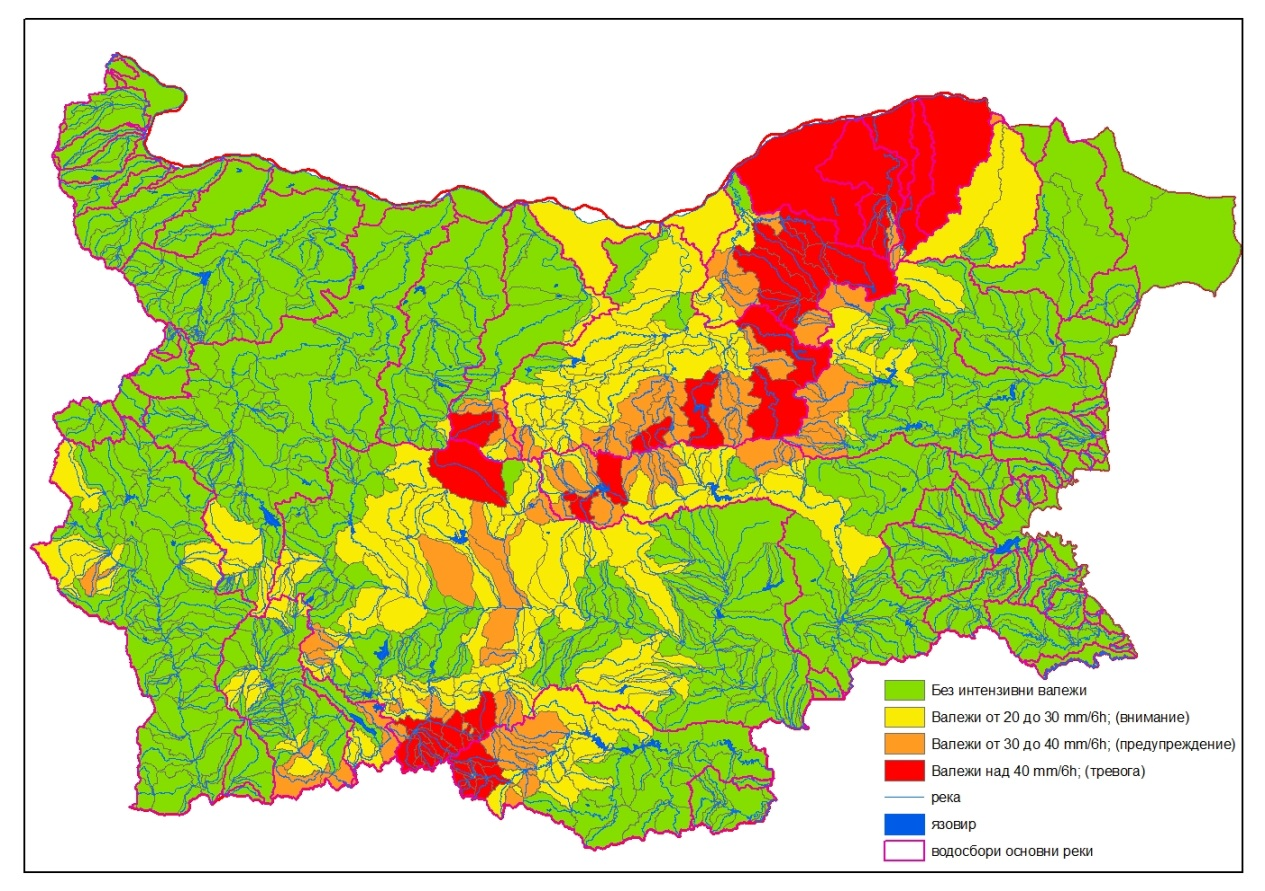 Без интензивни валежи
Валежи от 20 до 30 mm/6h; (внимание)
Валежи от 30 до 40 mm/6h; (предупреждение)
Валежи над 40 mm/6h; (тревога)
река
язовир
водосбори основни реки